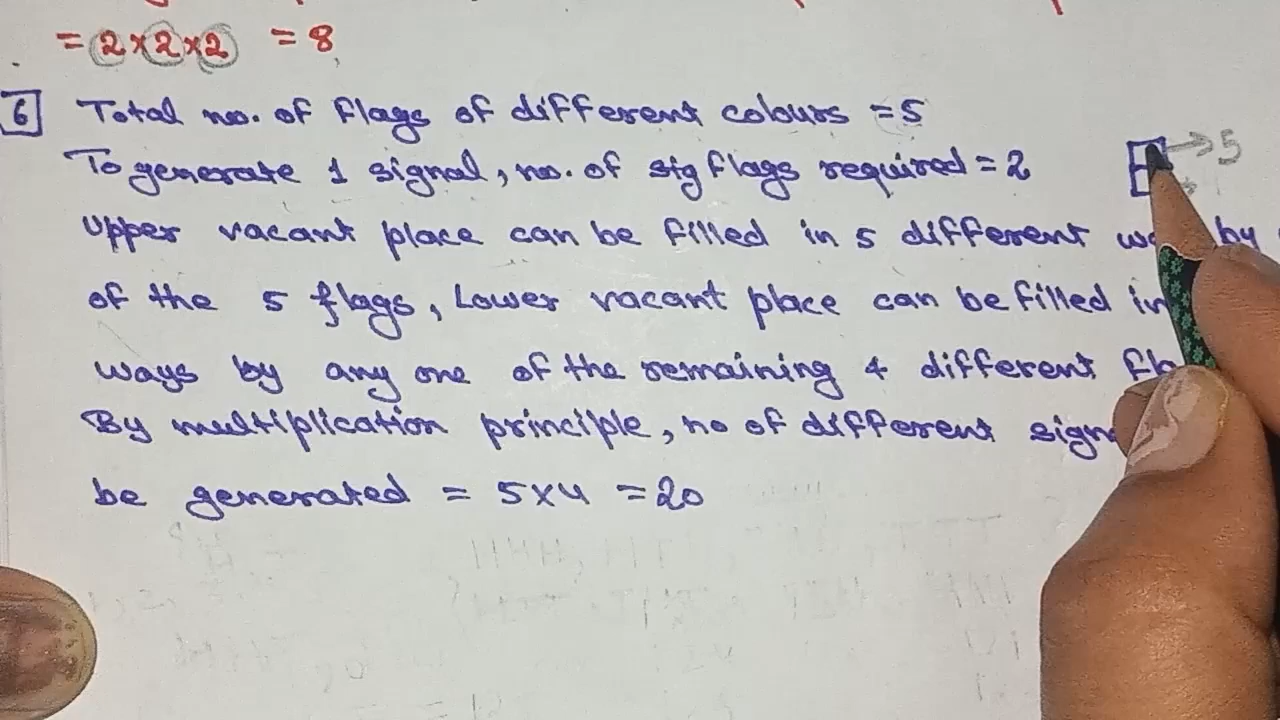 = 2×2×2 = 8
6 Total no. of flags of different colours = 5
To generate 1 signal, no. of sig flags required = 2
→ 5
Upper vacant place can be filled in 5 different by
of the 5 flags, Lower vacant place can be filled in
ways by any one of the remaining 4 different
By multiplication principle, no of different
be generated = 5×4 = 20